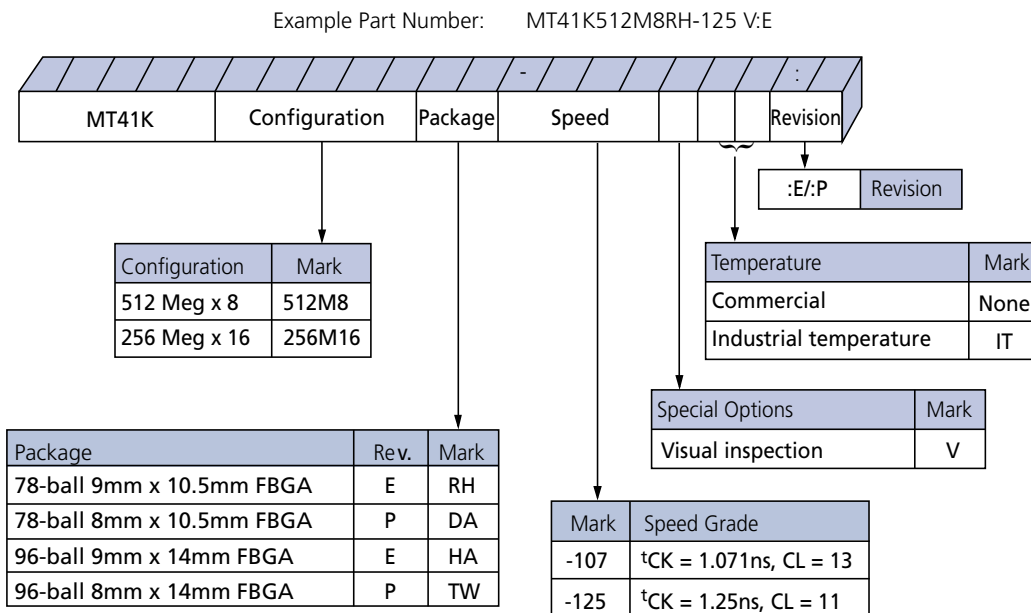 Example Part Number: MT41K512M8RH-125 V:E
- :
MT41K Configuration Package Speed Revision
:E/:P Revision
Configuration Mark
512 Meg x 8 512M8
256 Meg x 16 256M16
Temperature Mark
Commercial None
Industrial temperature IT
Special Options Mark
Visual inspection V
Package Rev. Mark
78-ball 9mm x 10.5mm FBGA E RH
78-ball 8mm x 10.5mm FBGA P DA
96-ball 9mm x 14mm FBGA E HA
96-ball 8mm x 14mm FBGA P TW
Mark Speed Grade
-107 tCK = 1.071ns, CL = 13
-125 tCK = 1.25ns, CL = 11